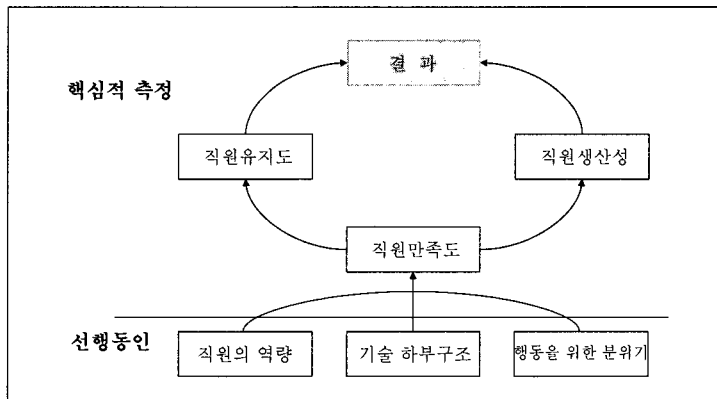 결 과
핵심적 측정
직원유지도
직원생산성
직원만족도
선행동인
직원의 역량
기술 하부구조
행동을 위한 분위기